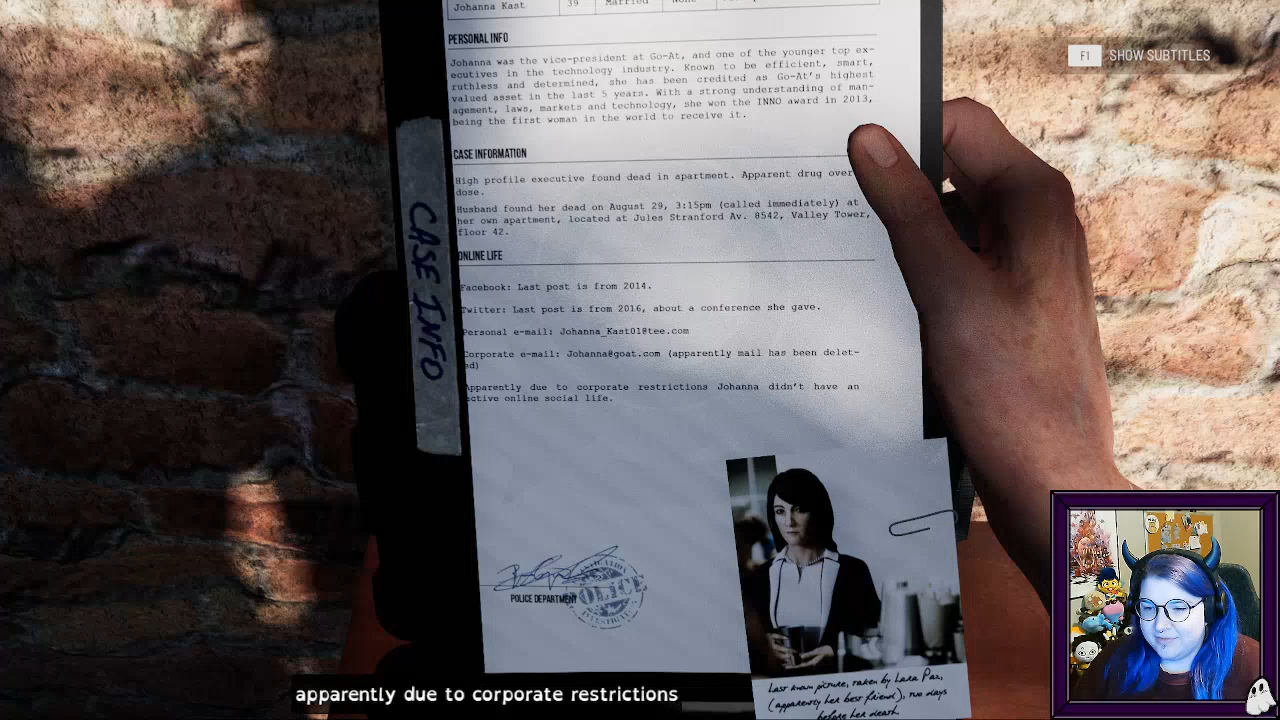 Johanna Kast 39 Married None
F1 SHOW SUBTITLES
PERSONAL INFO
Johanna was the vice-president at Go-At, and one of the younger top ex-
ecutives in the technology industry. Known to be efficient, smart,
ruthless and determined, she has been credited as Go-At's highest
valued asset in the last 5 years. With a strong understanding of man-
agement, laws, markets and technology, she won the INNO award in 2013,
being the first woman in the world to receive it.
CASE INFORMATION
High profile executive found dead in apartment. Apparent drug over
dose.
Husband found her dead on August 29, 3:15pm (called immediately) at
her own apartment, located at Jules Stranford Av. 8542, Valley Tower,
floor 42.
CASE INFO
ONLINE LIFE
Facebook: Last post is from 2014.
Twitter: Last post is from 2016, about a conference she gave.
Personal e-mail: Johanna_Kast01@tee.com
Corporate e-mail: Johanna@goat.com (apparently mail has been delet-
ed)
Apparently due to corporate restrictions Johanna didn't have an
active online social life.
POLICE
POLICE DEPARTMENT
Last known picture, taken by Lara Paz,
(apparently her best friend), two days
before her death
apparently due to corporate restrictions